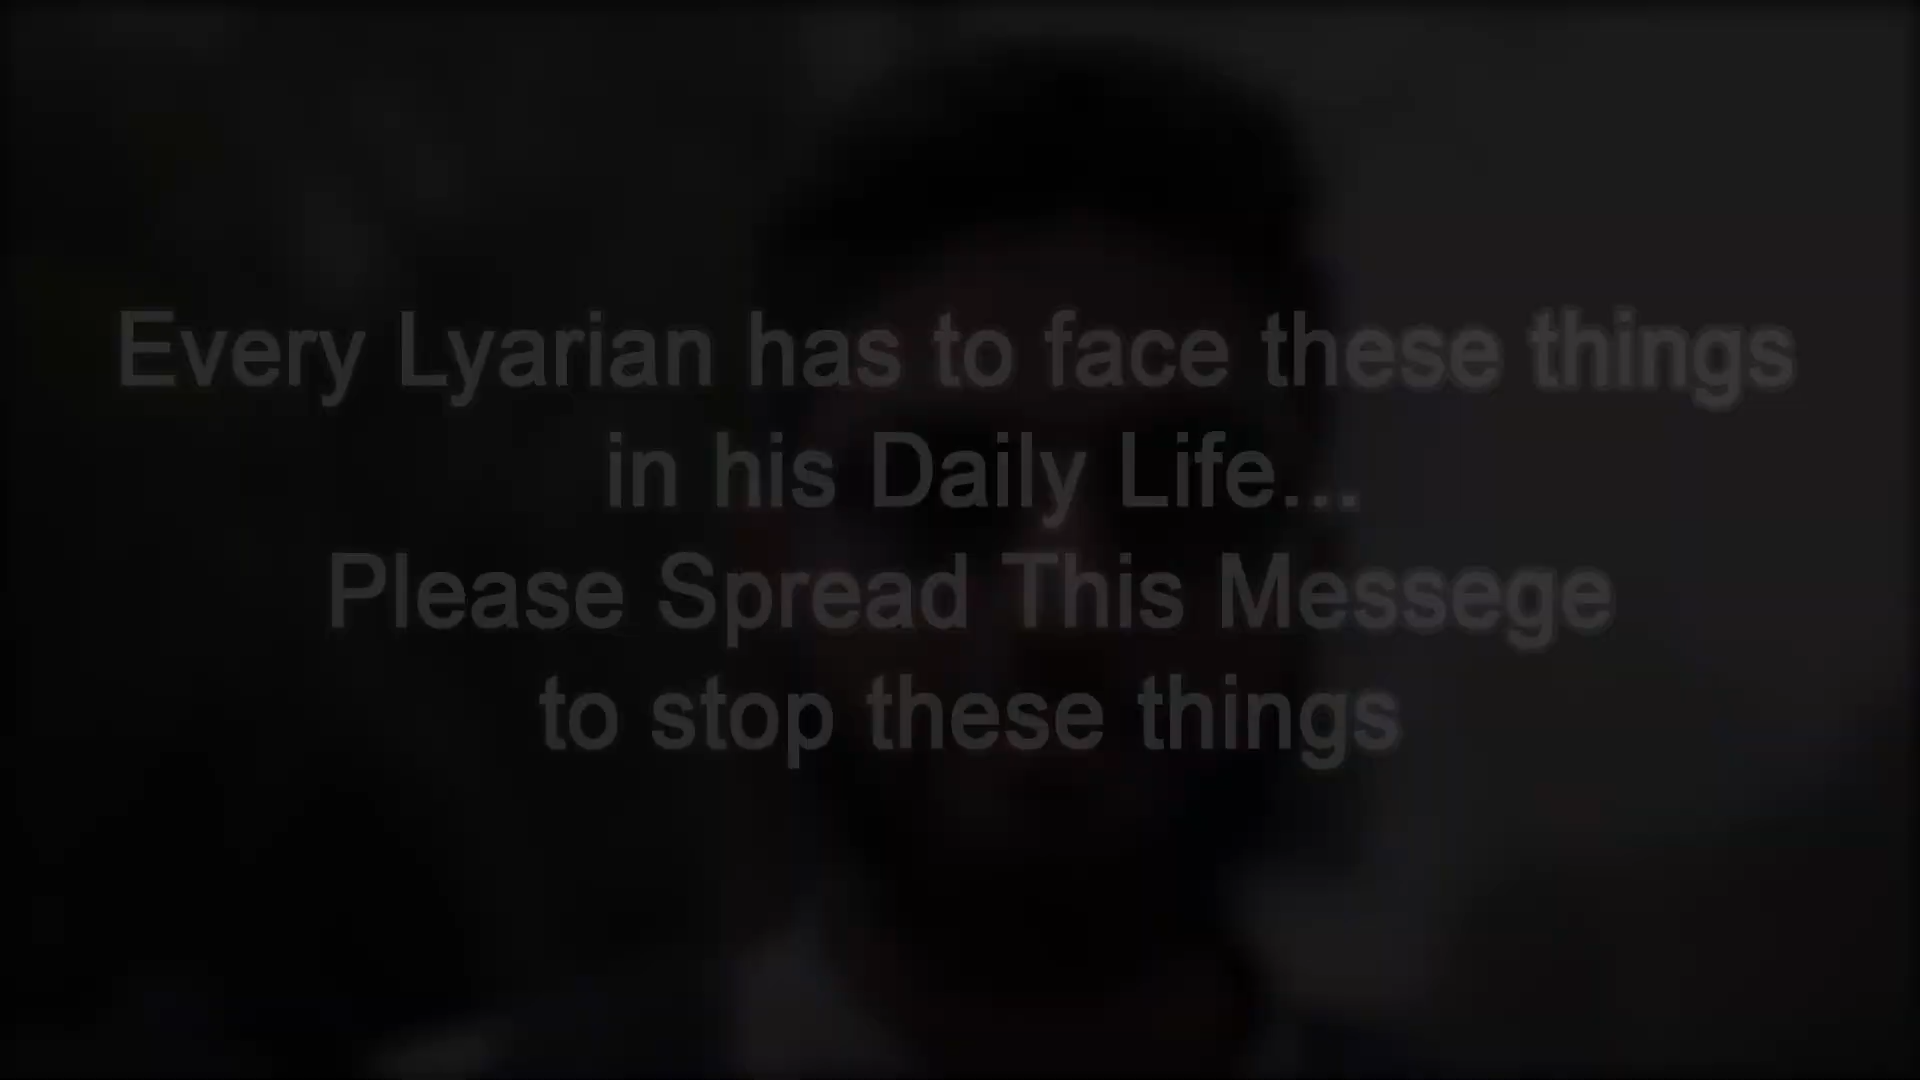 Every Lyarian has to face these things
in his Daily Life...
Please Spread This Messege
to stop these things